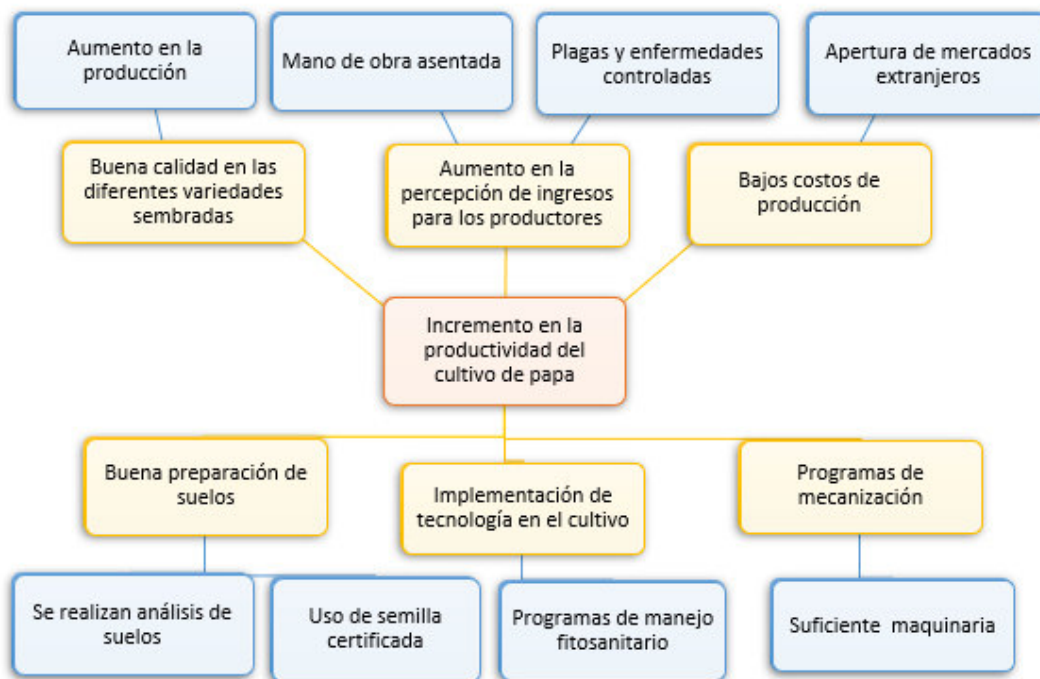 Aumento en la
producción
Mano de obra asentada
Plagas y enfermedades
controladas
Apertura de mercados
extranjeros
Buena calidad en las
diferentes variedades
sembradas
Aumento en la
percepción de ingresos
para los productores
Bajos costos de
producción
Incremento en la
productividad del
cultivo de papa
Buena preparación de
suelos
Implementación de
tecnología en el cultivo
Programas de
mecanización
Se realizan análisis de
suelos
Uso de semilla
certificada
Programas de manejo
fitosanitario
Suficiente maquinaria